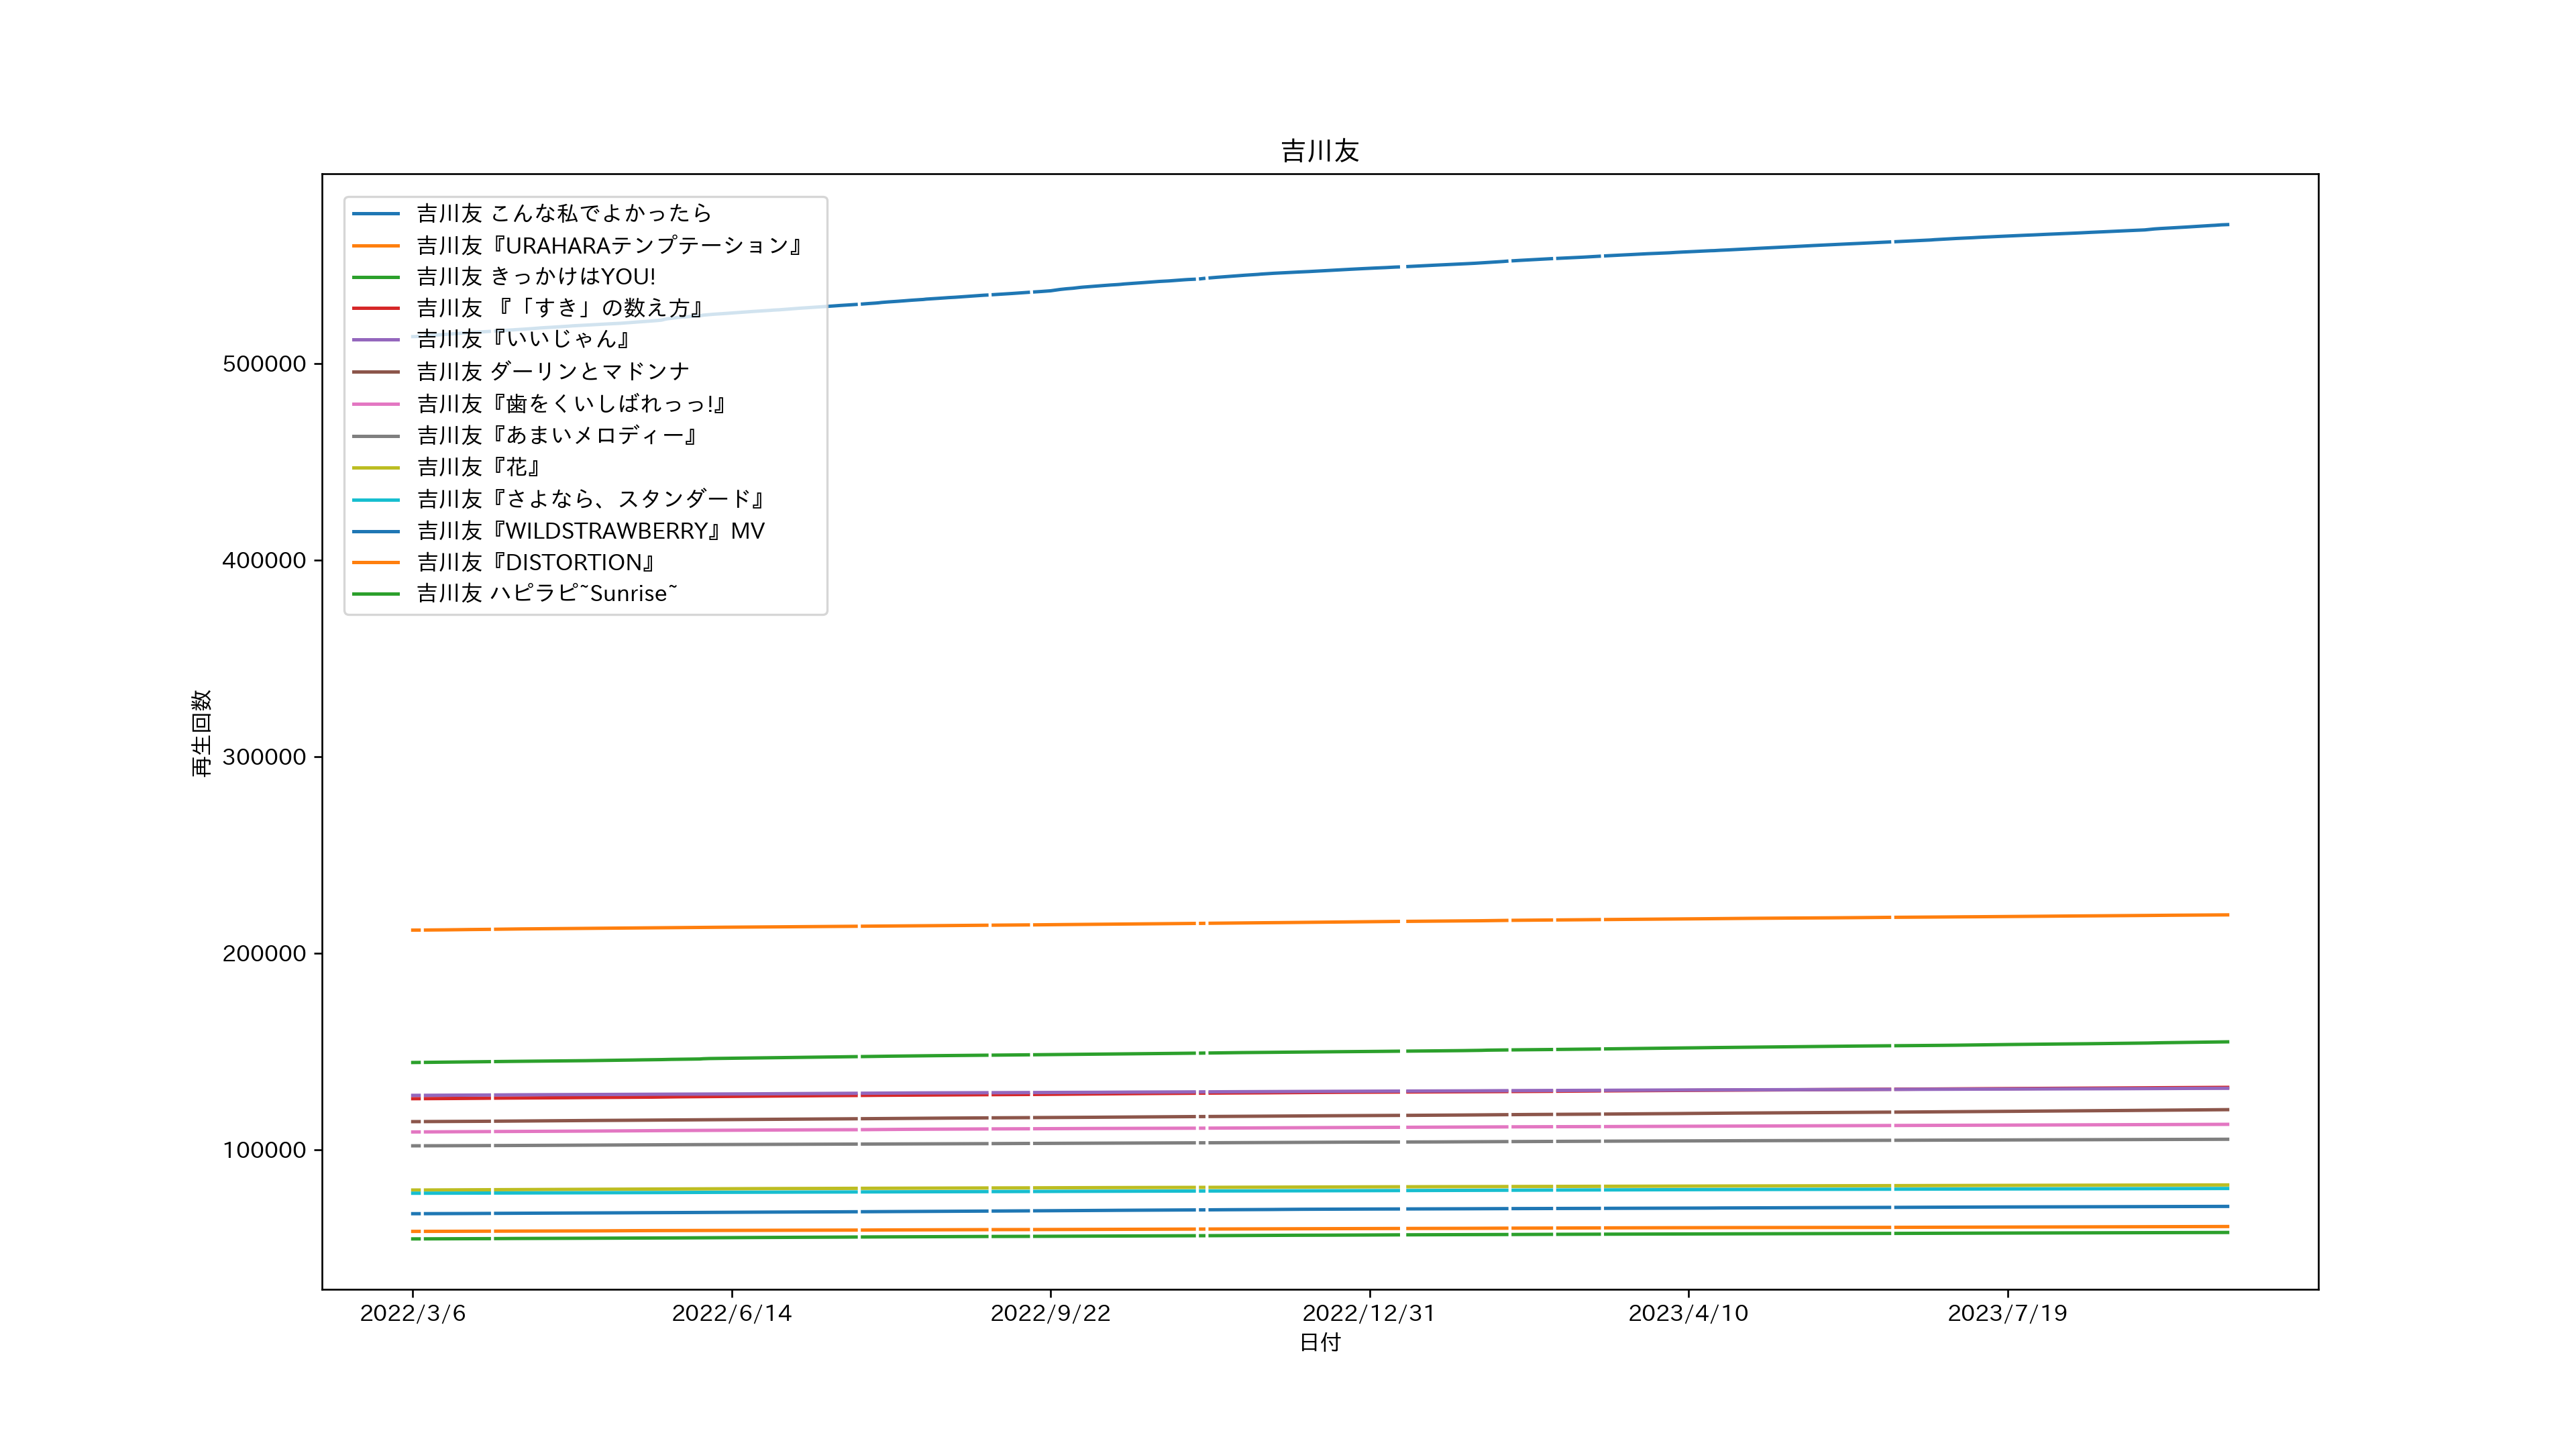 吉川友
吉川友 こんな私でよかったら
吉川友『URAHARAテンプテーション』
吉川友 きっかけはYOU!
吉川友 『「すき」の数え方』
吉川友『いいじゃん』
吉川友 ダーリンとマドンナ
吉川友『歯をくいしばれっっ!』
吉川友『あまいメロディー』
吉川友『花』
吉川友『さよなら、スタンダード』
吉川友『WILDSTRAWBERRY』MV
吉川友『DISTORTION』
吉川友 ハピラピ~Sunrise~
500000
400000
300000
200000
100000
再生回数
2022/3/6 2022/6/14 2022/9/22 2022/12/31 2023/4/10 2023/7/19
日付